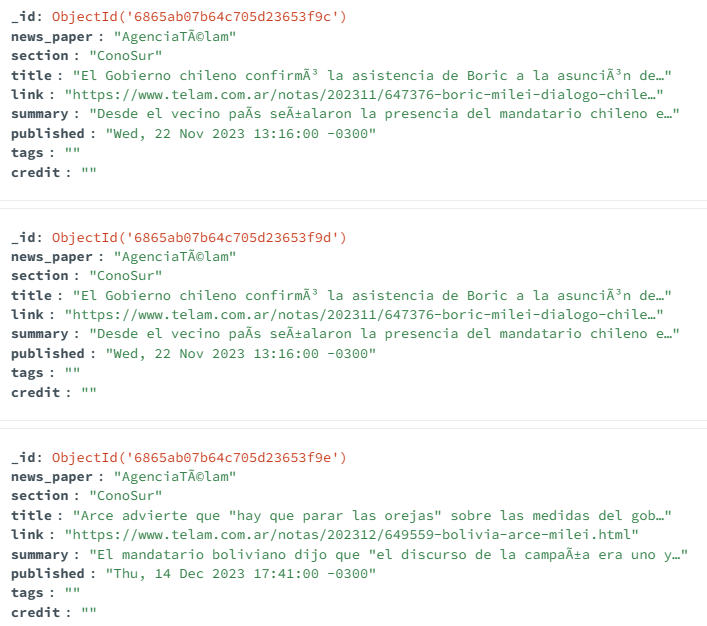 _id: ObjectId('6865ab07b64c705d23653f9c')
news_paper : "AgenciaTÃ©lam"
section : "ConoSur"
title : "El Gobierno chileno confirmÃ³ la asistencia de Boric a la asunciÃ³n de…"
link : "https://www.telam.com.ar/notas/202311/647376-boric-milei-dialogo-chile…"
summary : "Desde el vecino paÃs seÃ±alaron la presencia del mandatario chileno e…"
published : "Wed, 22 Nov 2023 13:16:00 -0300"
tags : ""
credit : ""
_id: ObjectId('6865ab07b64c705d23653f9d')
news_paper : "AgenciaTÃ©lam"
section : "ConoSur"
title : "El Gobierno chileno confirmÃ³ la asistencia de Boric a la asunciÃ³n de…"
link : "https://www.telam.com.ar/notas/202311/647376-boric-milei-dialogo-chile…"
summary : "Desde el vecino paÃs seÃ±alaron la presencia del mandatario chileno e…"
published : "Wed, 22 Nov 2023 13:16:00 -0300"
tags : ""
credit : ""
_id: ObjectId('6865ab07b64c705d23653f9e')
news_paper : "AgenciaTÃ©lam"
section : "ConoSur"
title : "Arce advierte que "hay que parar las orejas" sobre las medidas del gob…"
link : "https://www.telam.com.ar/notas/202312/649559-bolivia-arce-milei.html"
summary : "El mandatario boliviano dijo que "el discurso de la campaÃ±a era uno y…"
published : "Thu, 14 Dec 2023 17:41:00 -0300"
tags : ""
credit : ""